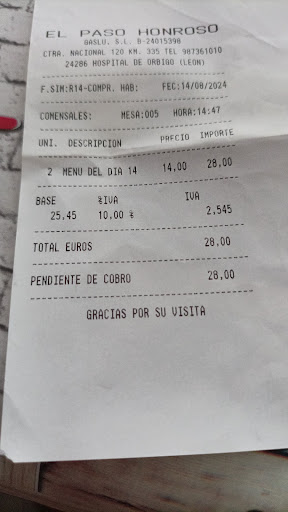 EL PASO HONROSO
GASLU, S.L. B-24015398
CTRA. NACIONAL 120 KM. 335 TEL 987361010
24286 HOSPITAL DE ORBIGO (LEON)
F.SIM:R14-COMPR. HAB: FEC:14/08/2024
COMENSALES: MESA:005 HORA:14:47
UNI. DESCRIPCION PRECIO IMPORTE
2 MENU DEL DIA 14 14,00 28,00
BASE %IVA IVA
25.45 10,00 % 2,545
TOTAL EUROS 28,00
PENDIENTE DE COBRO 28,00
GRACIAS POR SU VISITA